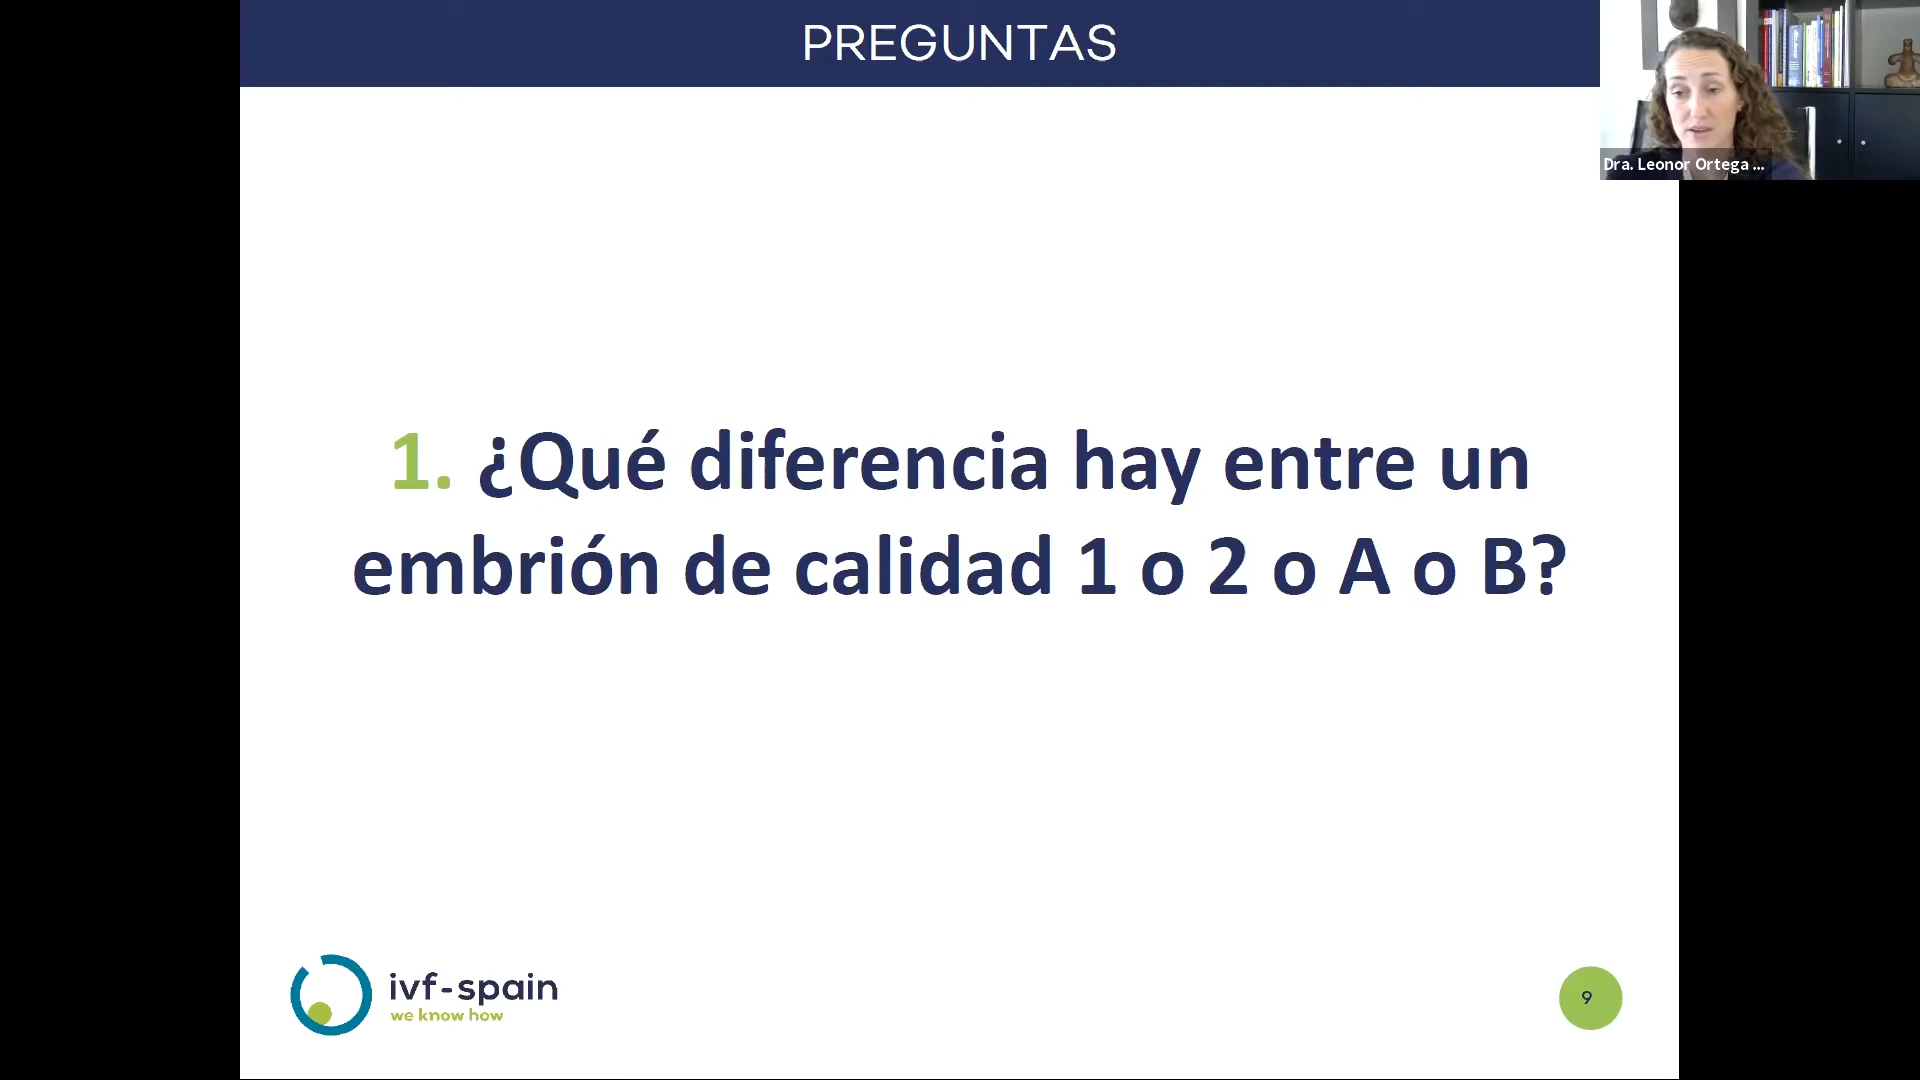 PREGUNTAS
Dra. Leonor Ortega ...
1. ¿Qué diferencia hay entre un
embrión de calidad 1 o 2 o A o B?
ivf-spain
we know how
9